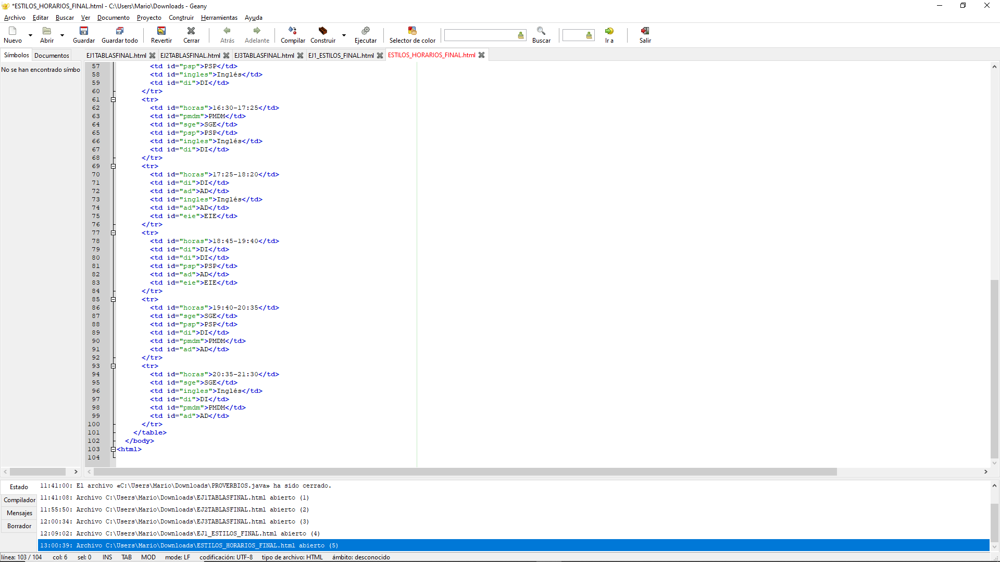 *ESTILOS_HORARIOS_FINAL.html - C:\Users\Mario\Downloads - Geany
Archivo Editar Buscar Ver Documento Proyecto Construir Herramientas Ayuda
Nuevo Abrir Guardar Guardar todo Revertir Cerrar Atrás Adelante Compilar Construir Ejecutar Selector de color Buscar Ir a Salir
Símbolos Documentos EJ1TABLASFINAL.html EJ2TABLASFINAL.html EJ3TABLASFINAL.html EJ1_ESTILOS_FINAL.html ESTILOS_HORARIOS_FINAL.html
No se han encontrado símbo
57 <td id="psp">PSP</td>
58 <td id="ingles">Inglés</td>
59 <td id="di">DI</td>
60 </tr>
61 <tr>
62 <td id="horas">16:30-17:25</td>
63 <td id="pmdm">PMDM</td>
64 <td id="sge">SGE</td>
65 <td id="psp">PSP</td>
66 <td id="ingles">Inglés</td>
67 <td id="di">DI</td>
68 </tr>
69 <tr>
70 <td id="horas">17:25-18:20</td>
71 <td id="di">DI</td>
72 <td id="ad">AD</td>
73 <td id="ingles">Inglés</td>
74 <td id="ad">AD</td>
75 <td id="eie">EIE</td>
76 </tr>
77 <tr>
78 <td id="horas">18:45-19:40</td>
79 <td id="di">DI</td>
80 <td id="di">DI</td>
81 <td id="psp">PSP</td>
82 <td id="ad">AD</td>
83 <td id="eie">EIE</td>
84 </tr>
85 <tr>
86 <td id="horas">19:40-20:35</td>
87 <td id="sge">SGE</td>
88 <td id="psp">PSP</td>
89 <td id="di">DI</td>
90 <td id="pmdm">PMDM</td>
91 <td id="ad">AD</td>
92 </tr>
93 <tr>
94 <td id="horas">20:35-21:30</td>
95 <td id="sge">SGE</td>
96 <td id="ingles">Inglés</td>
97 <td id="di">DI</td>
98 <td id="pmdm">PMDM</td>
99 <td id="ad">AD</td>
100 </tr>
101 </table>
102 </body>
103 <html>
104
Estado
Compilador
Mensajes
Borrador
11:41:00: El archivo «C:\Users\Mario\Downloads\PROVERBIOS.java» ha sido cerrado.
11:41:08: Archivo C:\Users\Mario\Downloads\EJ1TABLASFINAL.html abierto (1)
11:55:50: Archivo C:\Users\Mario\Downloads\EJ2TABLASFINAL.html abierto (2)
12:00:34: Archivo C:\Users\Mario\Downloads\EJ3TABLASFINAL.html abierto (3)
12:09:02: Archivo C:\Users\Mario\Downloads\EJ1_ESTILOS_FINAL.html abierto (4)
13:00:39: Archivo C:\Users\Mario\Downloads\ESTILOS_HORARIOS_FINAL.html abierto (5)
línea: 103 / 104 col: 6 sel: 0 INS TAB MOD mode: LF codificación: UTF-8 tipo de archivo: HTML ámbito: desconocido